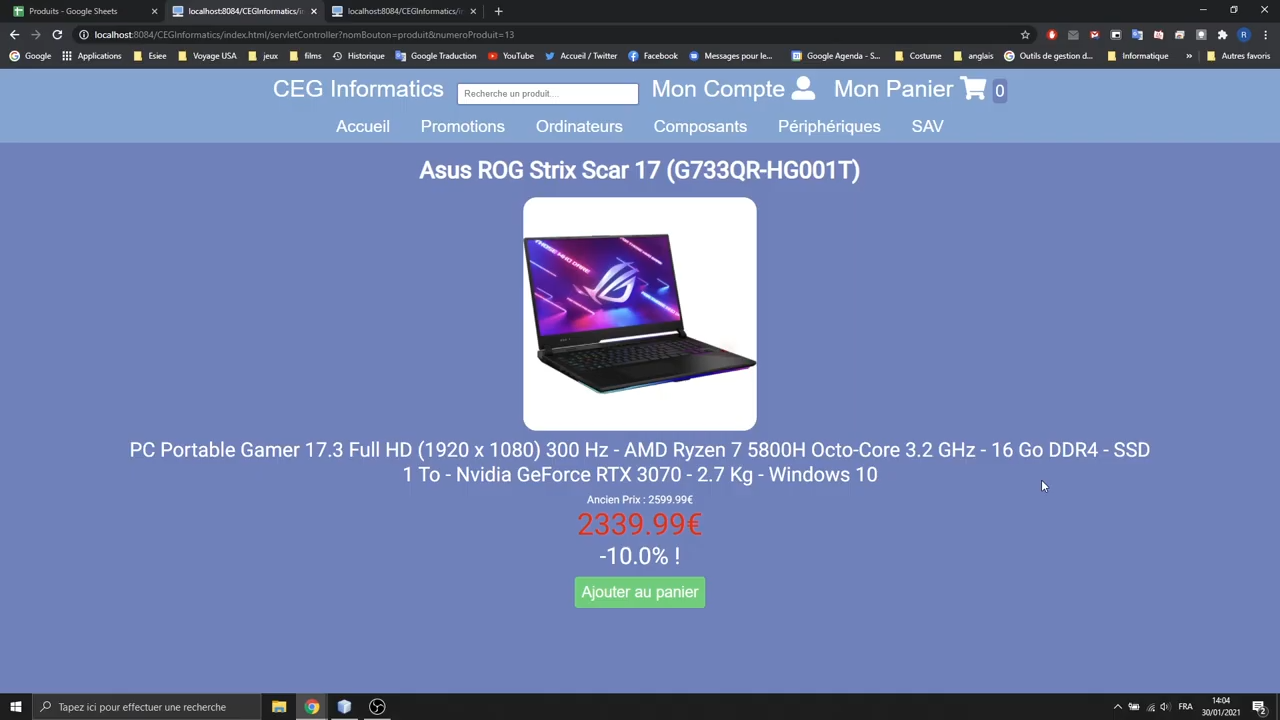 Produits - Google Sheets
localhost:8084/CEGInformatics/in
localhost:8084/CEGInformatics/in
localhost:8084/CEGInformatics/index.html/servletController?nomBouton=produit&numeroProduit=13
Google
Applications
Esiee
Voyage USA
jeux
films
Historique
Google Traduction
YouTube
Accueil / Twitter
Facebook
Messages pour le...
Google Agenda - S...
Costume
anglais
Outils de gestion d...
Informatique
»
Autres favoris
CEG Informatics
Recherche un produit....
Mon Compte
Mon Panier
0
Accueil
Promotions
Ordinateurs
Composants
Périphériques
SAV
Asus ROG Strix Scar 17 (G733QR-HG001T)
PC Portable Gamer 17.3 Full HD (1920 x 1080) 300 Hz - AMD Ryzen 7 5800H Octo-Core 3.2 GHz - 16 Go DDR4 - SSD
1 To - Nvidia GeForce RTX 3070 - 2.7 Kg - Windows 10
Ancien Prix : 2599.99€
2339.99€
-10.0% !
Ajouter au panier
Tapez ici pour effectuer une recherche
FRA
14:04
30/01/2021
2